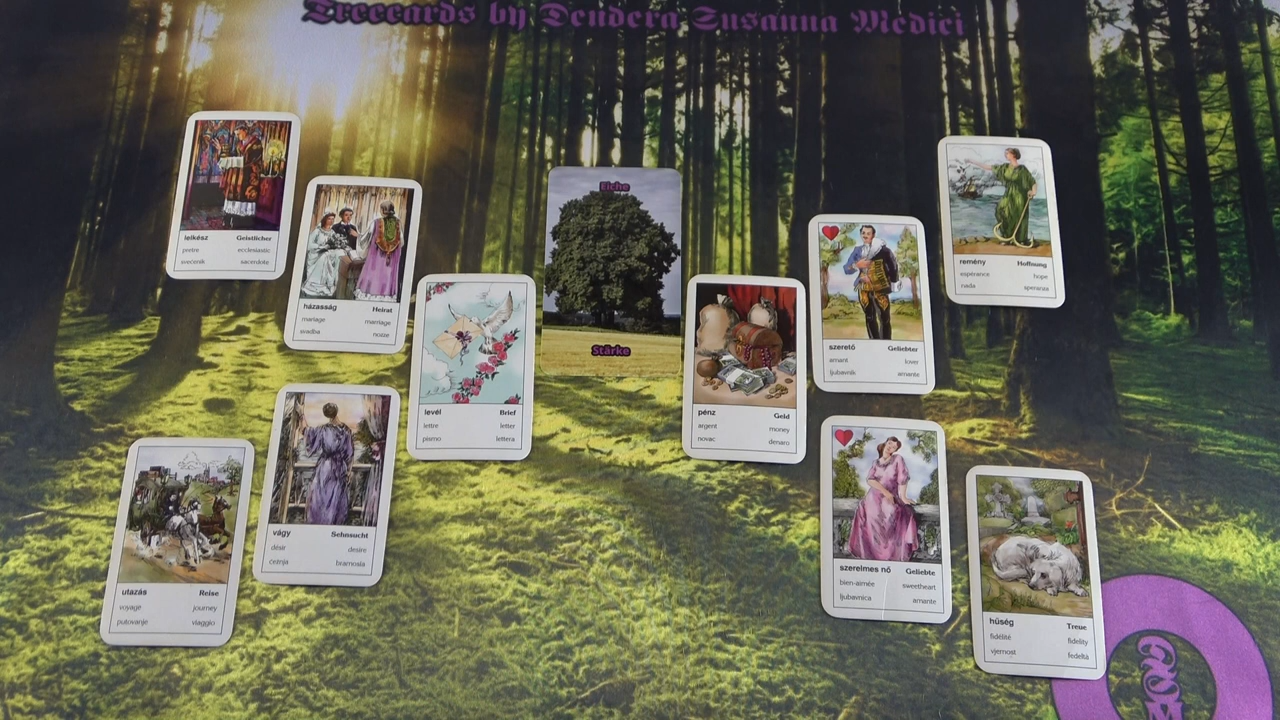 Treecards by Dendera Susanna Medici
lelkész Geistlicher
pretre ecclesiastic
svećenik sacerdote
házasság Heirat
mariage marriage
svadba nozze
levél Brief
lettre letter
pismo lettera
Eiche
Stärke
pénz Geld
argent money
novac denaro
szerető Geliebter
amant lover
ljubavnik amante
remény Hoffnung
espérance hope
nada speranza
utazás Reise
voyage journey
putovanje viaggio
vágy Sehnsucht
désir desire
čežnja bramosia
szerelmes nő Geliebte
bien-aimée sweetheart
ljubavnica amante
hűség Treue
fidélité fidelity
vjernost fedeltà